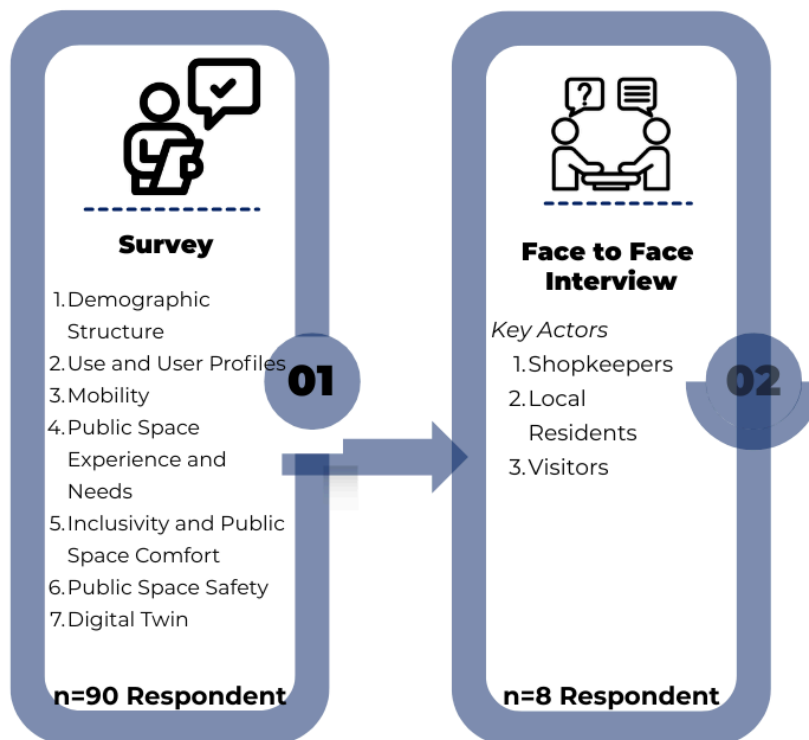 Survey
1.Demographic
Structure
2.Use and User Profiles
3.Mobility
4.Public Space
Experience and
Needs
5.Inclusivity and Public
Space Comfort
6.Public Space Safety
7.Digital Twin
n=90 Respondent
01
?
Face to Face
Interview
Key Actors
1.Shopkeepers
2.Local
Residents
3.Visitors
n=8 Respondent
02